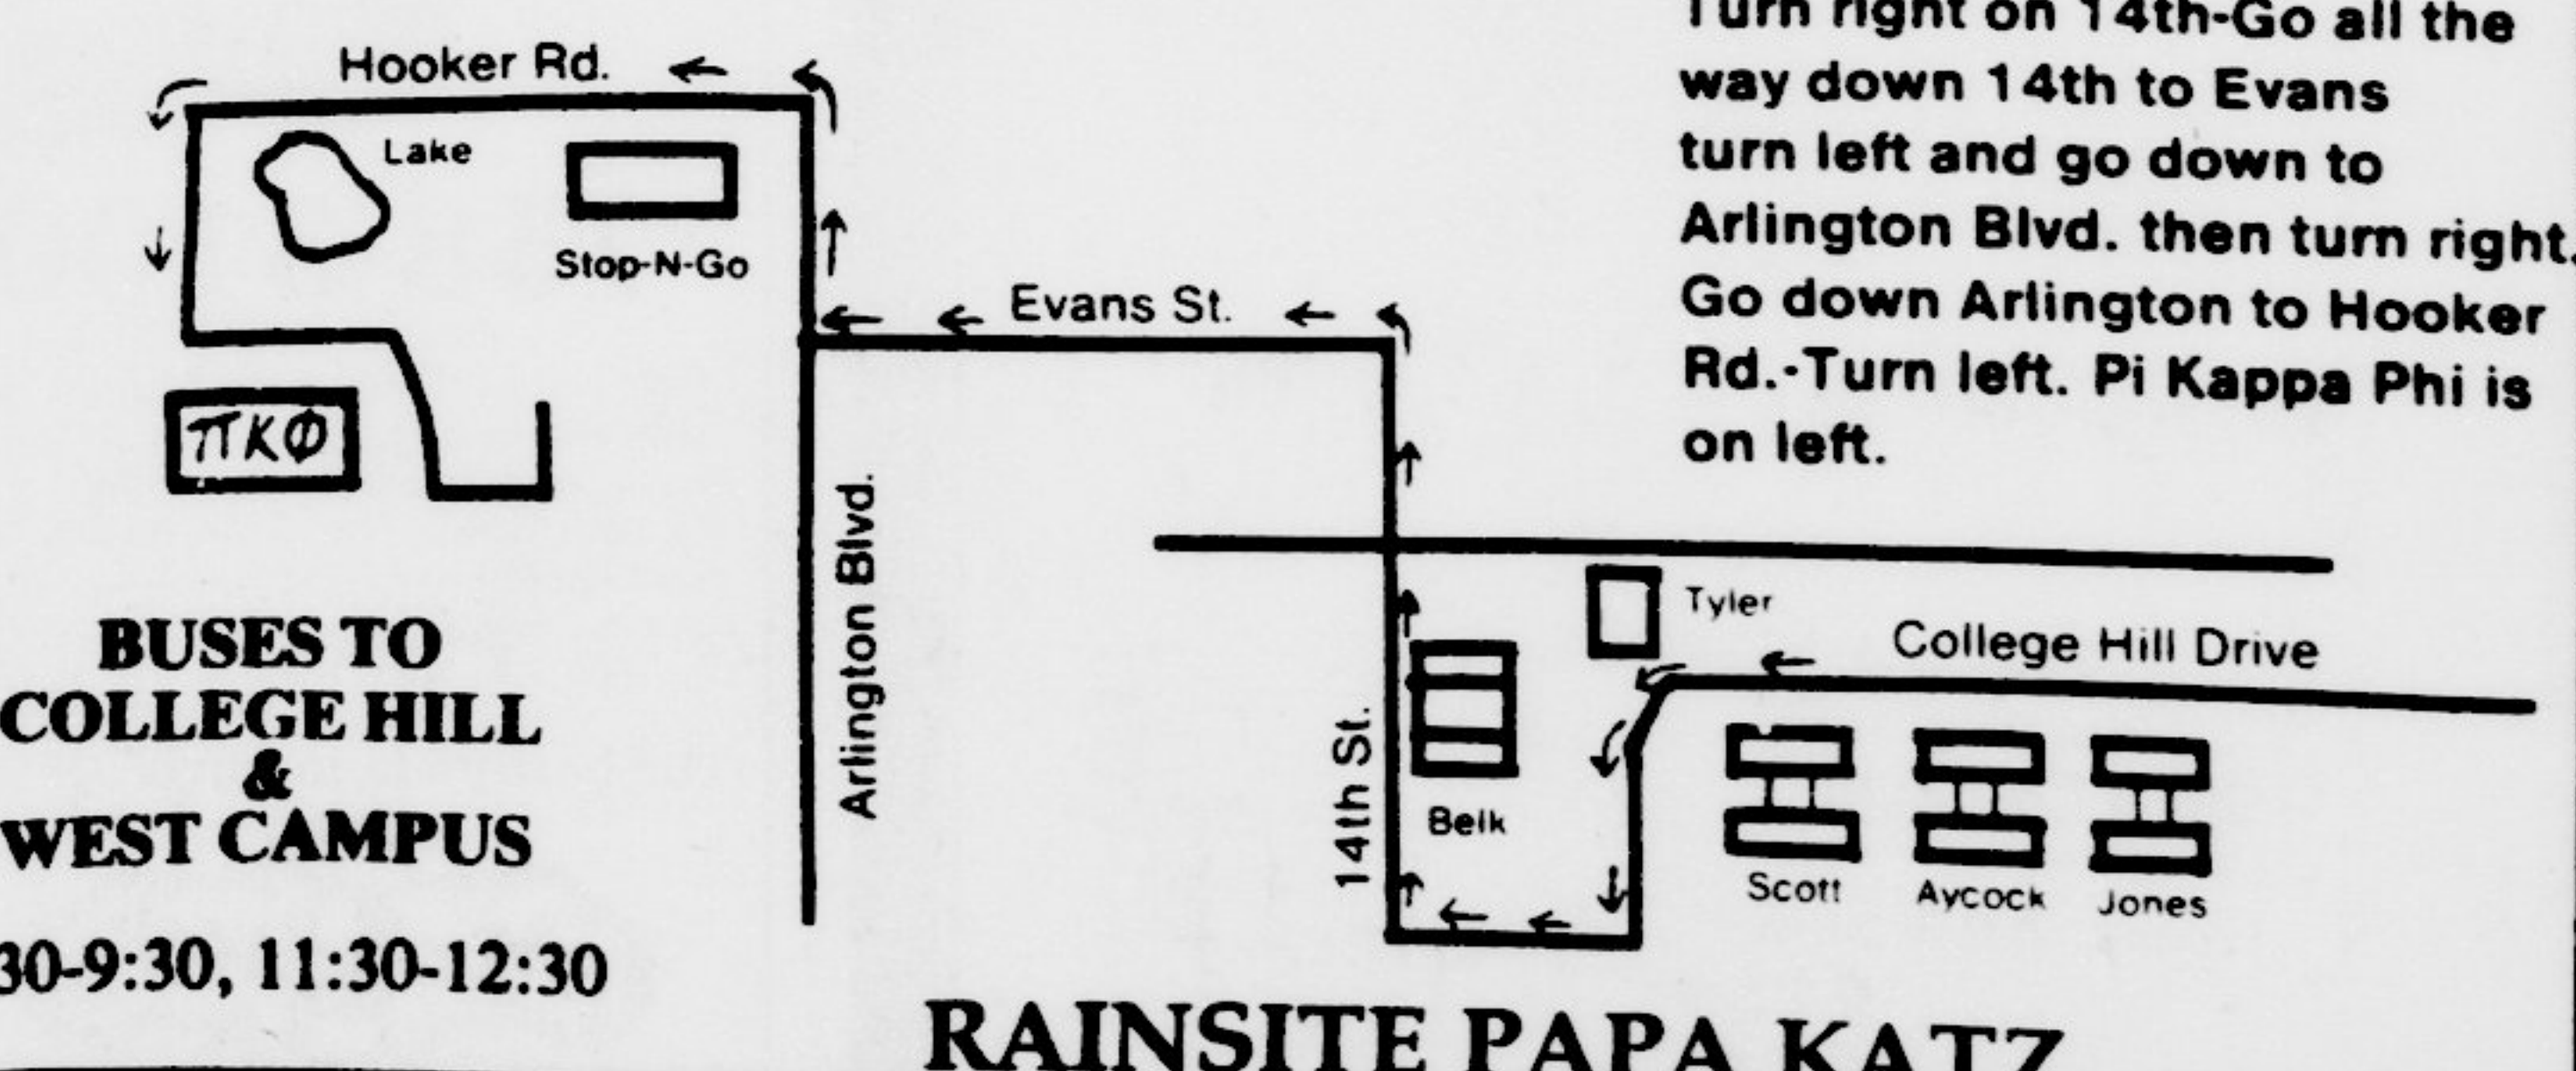 Turn right on 14th-Go all the
way down 14th to Evans
turn left and go down to
Arlington Blvd. then turn right.
Go down Arlington to Hooker
Rd.-Turn left. Pi Kappa Phi is
on left.
Hooker Rd.
Lake
Stop-N-Go
Evans St.
πΚΦ
Arlington Blvd.
14th St.
Tyler
College Hill Drive
Belk
Scott
Aycock
Jones
BUSES TO
COLLEGE HILL
&
WEST CAMPUS
30-9:30, 11:30-12:30
RAINSITE PAPA KATZ